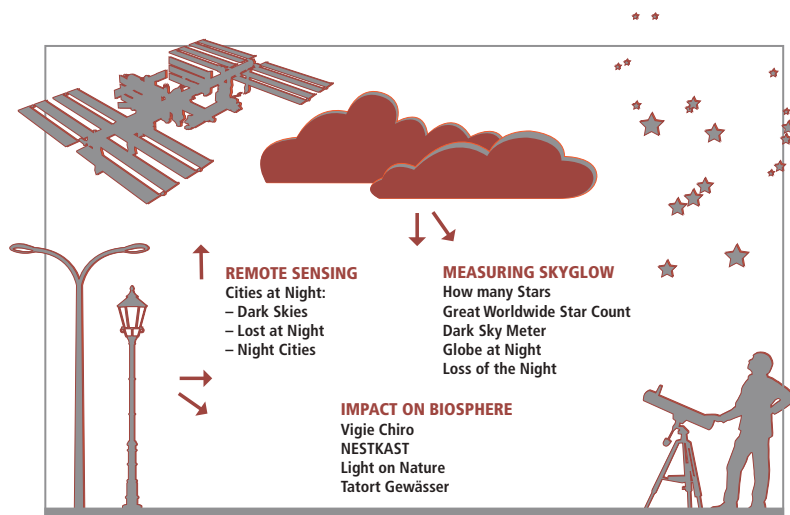 REMOTE SENSING
Cities at Night:
– Dark Skies
– Lost at Night
– Night Cities
MEASURING SKYGLOW
How many Stars
Great Worldwide Star Count
Dark Sky Meter
Globe at Night
Loss of the Night
IMPACT ON BIOSPHERE
Vigie Chiro
NESTKAST
Light on Nature
Tatort Gewässer